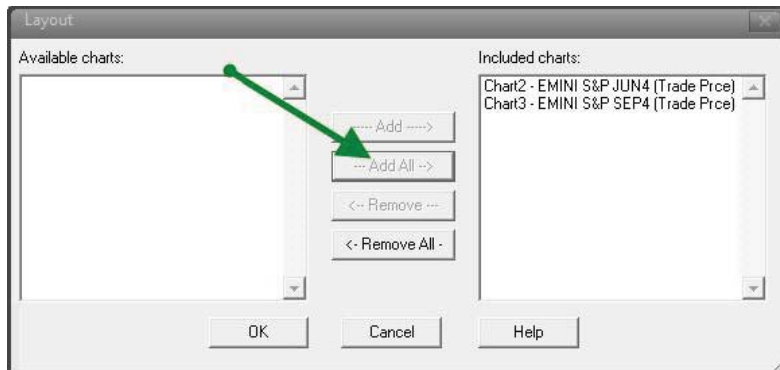 Layout
Available charts:
Included charts:
Chart2 - EMINI S&P JUN4 (Trade Prce)
Chart3 - EMINI S&P SEP4 (Trade Prce)
---- Add ---->
--- Add All -->
<-- Remove ---
<- Remove All -
OK
Cancel
Help